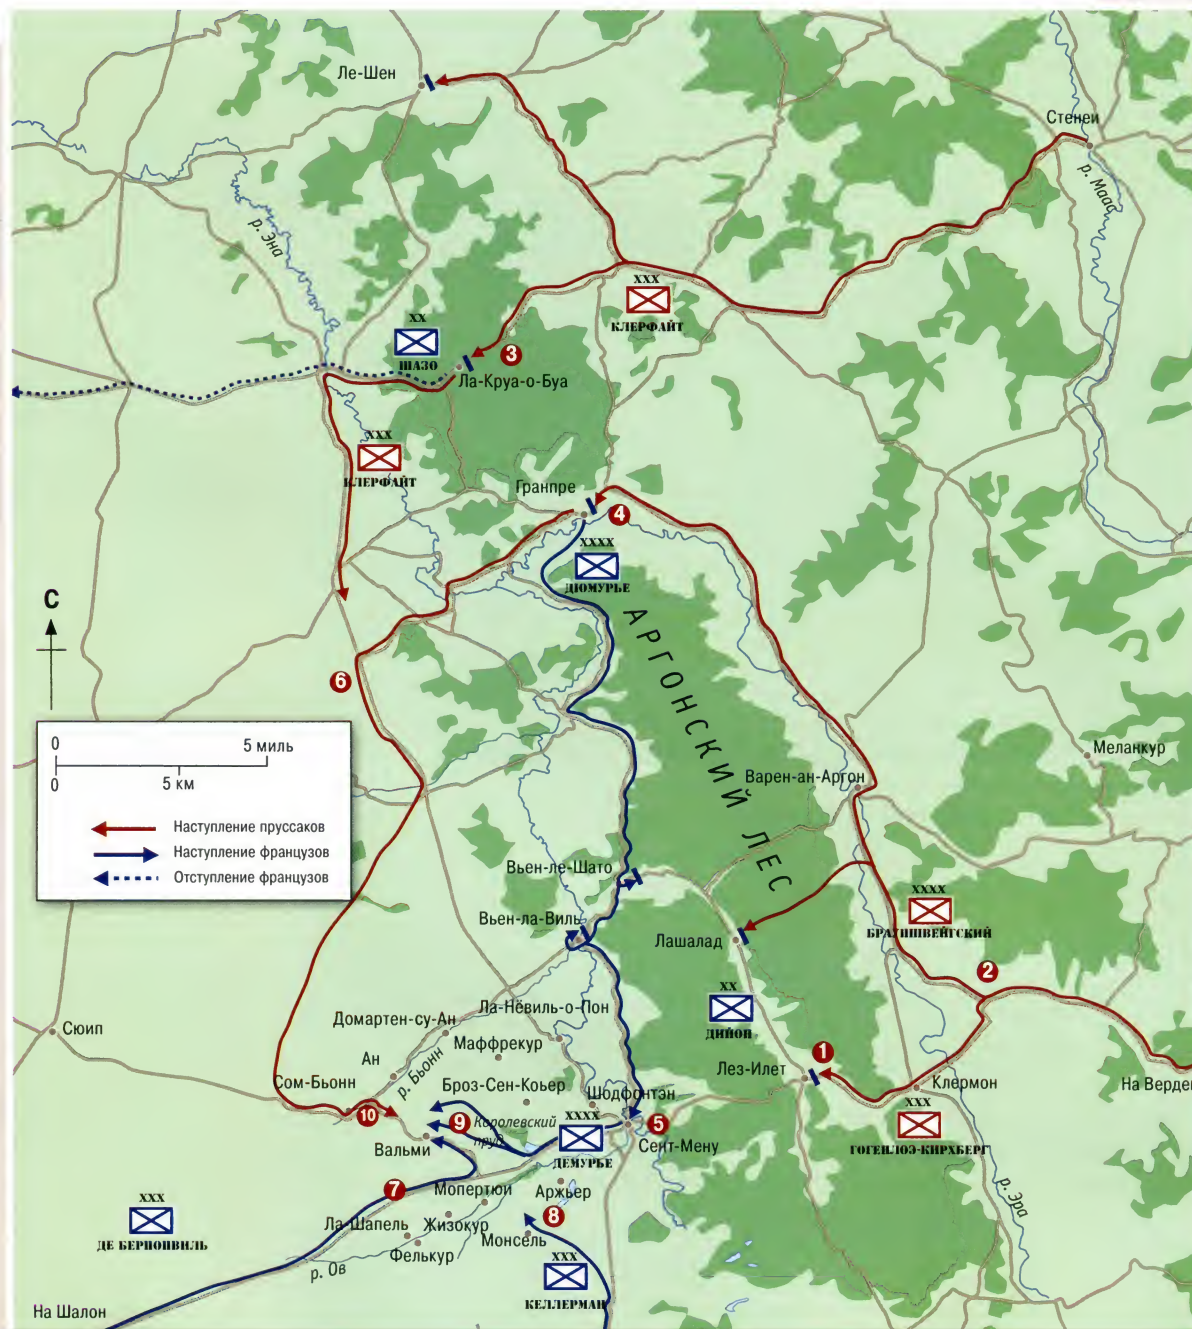 Ле-Шен
Стенеи
р. Маас
р. Эна
XXX
КЛЕРФАЙТ
XX
ШАЗО
3
Ла-Круа-о-Буа
XXX
КЛЕРФАЙТ
Гранпре
4
XXXX
ДЮМУРЬЕ
С
АРГОНСКИЙ ЛЕС
6
0
5 миль
0
5 км
Наступление пруссаков
Наступление французов
Отступление французов
Меланкур
Варен-ан-Аргон
Вьен-ле-Шато
XXXX
БРАУНШВЕЙГСКИЙ
Вьен-ла-Виль
Лашалад
2
XX
ДИЙОН
Ла-Нёвиль-о-Пон
Сюип
Домартен-су-Ан
Маффрекур
Ан
р. Бьонн
1
Лез-Илет
Клермон
На Верден
Сом-Бьонн
Броз-Сен-Коьер
Шодфонтэн
10
9
Королевский
пруд
XXXX
ДЕМУРЬЕ
5
Сент-Мену
XXX
ГОГЕНЛОЭ-КИРХБЕРГ
Вальми
7
Мопертюи
Аржьер
р. Эра
XXX
ДЕ БЕРНОНВИЛЬ
Ла-Шапель
Жизокур
8
Монсель
Фелькур
р. Ов
XXX
КЕЛЛЕРМАН
На Шалон